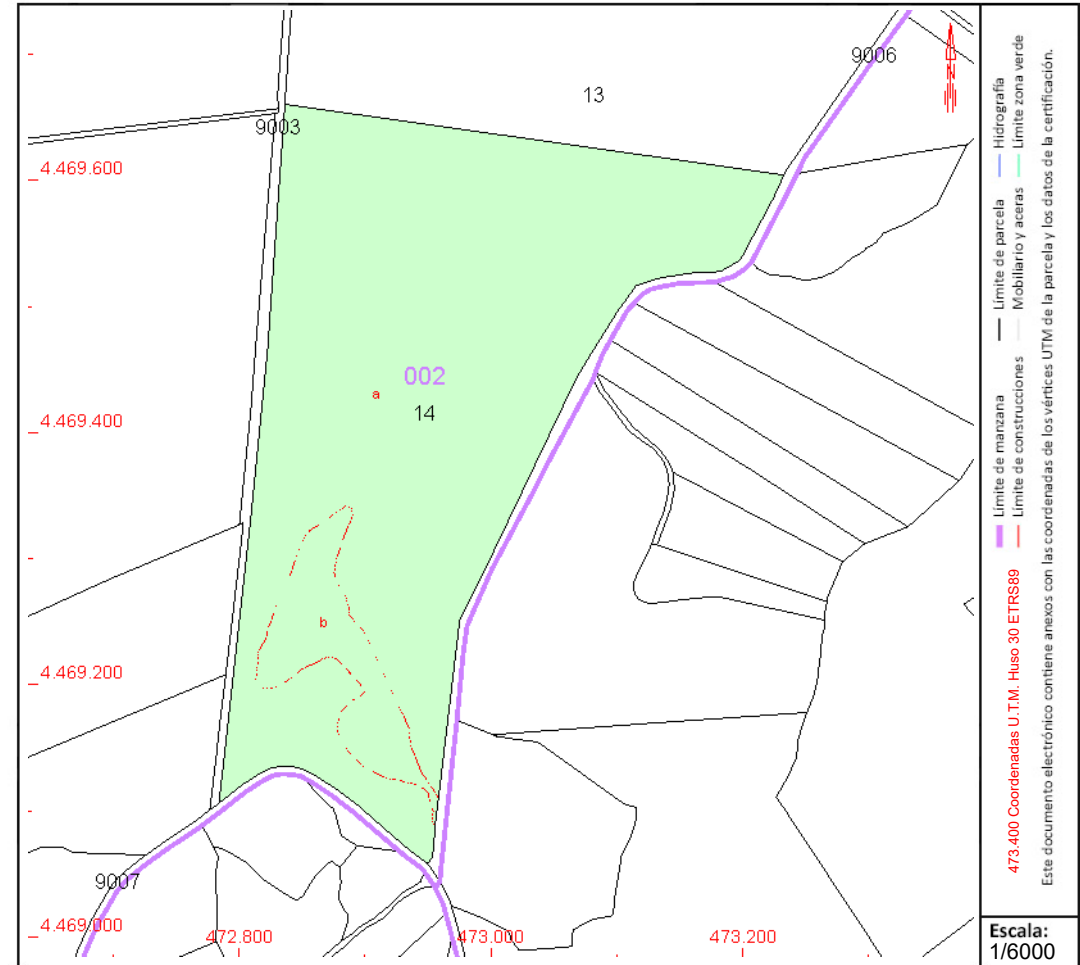 9006
13
9003
4.469.600
002
a
14
4.469.400
b
4.469.200
9007
4.469.000
472.800
473.000
473.200
473.400 Coordenadas U.T.M. Huso 30 ETRS89
Límite de manzana
Límite de parcela
Hidrografía
Límite de construcciones
Mobiliario y aceras
Límite zona verde
Este documento electrónico contiene anexos con las coordenadas de los vértices UTM de la parcela y los datos de la certificación.
Escala:
1/6000